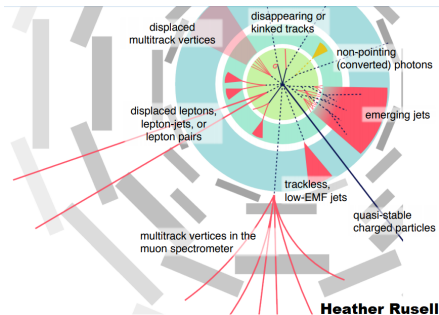 disappearing or
kinked tracks
displaced
multitrack vertices
non-pointing
(converted) photons
displaced leptons,
lepton-jets, or
lepton pairs
emerging jets
trackless,
low-EMF jets
quasi-stable
charged particles
multitrack vertices in the
muon spectrometer
Heather Rusell